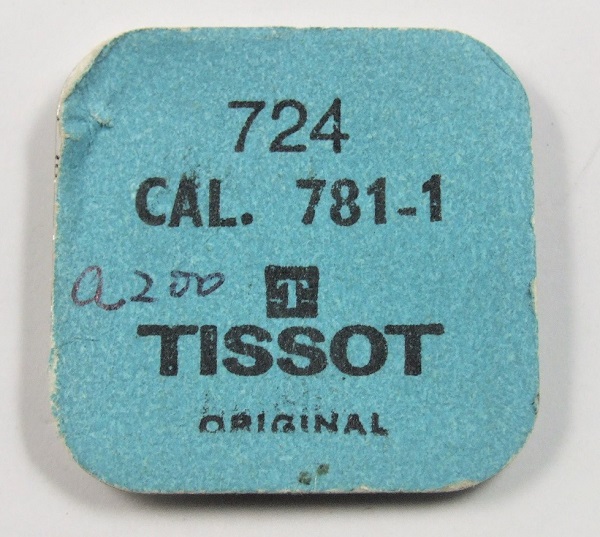 724
CAL. 781-1
a 200
T
TISSOT
ORIGINAL